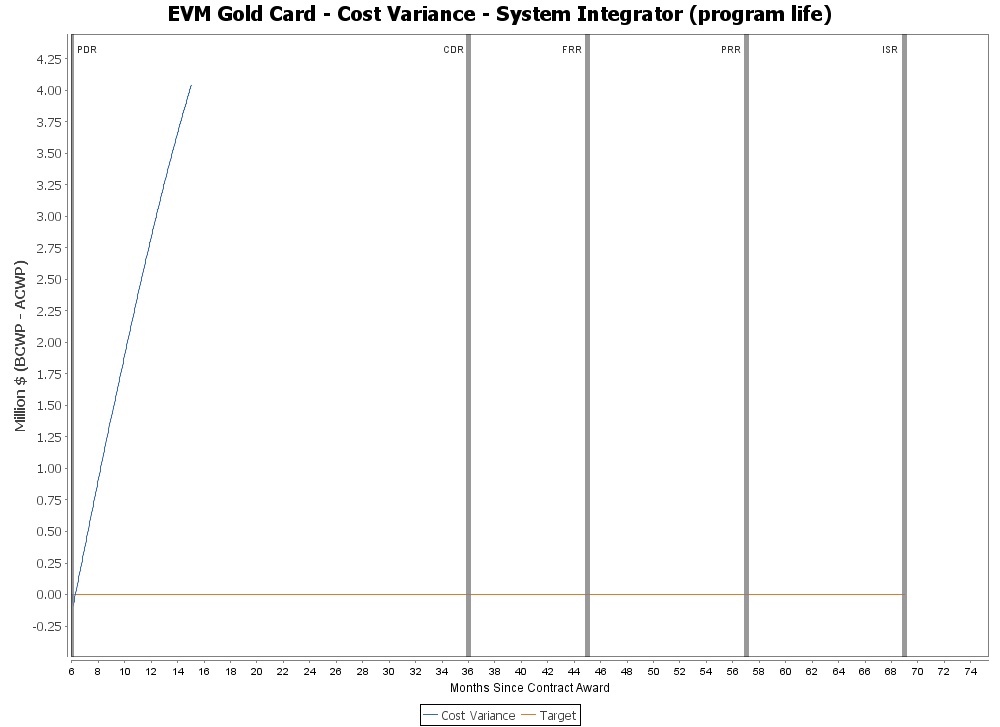 EVM Gold Card - Cost Variance - System Integrator (program life)
PDR
CDR
FRR
PRR
ISR
Million $ (BCWP - ACWP)
4.25
4.00
3.75
3.50
3.25
3.00
2.75
2.50
2.25
2.00
1.75
1.50
1.25
1.00
0.75
0.50
0.25
0.00
-0.25
6 8 10 12 14 16 18 20 22 24 26 28 30 32 34 36 38 40 42 44 46 48 50 52 54 56 58 60 62 64 66 68 70 72 74
Months Since Contract Award
Cost Variance Target